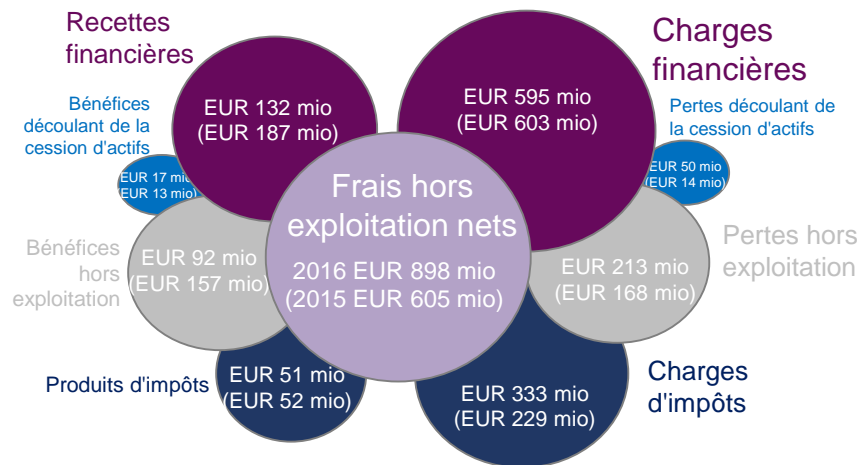 Recettes
financières
EUR 132 mio
(EUR 187 mio)
Bénéfices
découlant de la
cession d'actifs
EUR 17 mio
(EUR 13 mio)
Bénéfices
hors
exploitation
EUR 92 mio
(EUR 157 mio)
Produits d'impôts
EUR 51 mio
(EUR 52 mio)
Frais hors
exploitation nets
2016 EUR 898 mio
(2015 EUR 605 mio)
Charges
financières
EUR 595 mio
(EUR 603 mio)
Pertes découlant de
la cession d'actifs
EUR 50 mio
(EUR 14 mio)
Pertes hors
exploitation
EUR 213 mio
(EUR 168 mio)
Charges
d'impôts
EUR 333 mio
(EUR 229 mio)